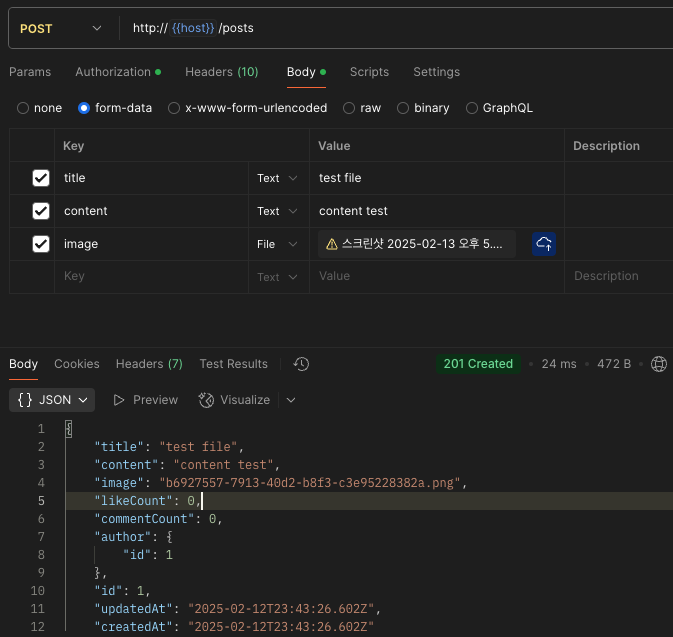 POST http:// {{host}} /posts
Params Authorization Headers (10) Body Scripts Settings
none form-data x-www-form-urlencoded raw binary GraphQL
Key Value Description
title Text test file
content Text content test
image File 스크린샷 2025-02-13 오후 5....
Key Text Value Description
Body Cookies Headers (7) Test Results 201 Created 24 ms 472 B
{} JSON Preview Visualize
1 {
2 "title": "test file",
3 "content": "content test",
4 "image": "b6927557-7913-40d2-b8f3-c3e95228382a.png",
5 "likeCount": 0,
6 "commentCount": 0,
7 "author": {
8 "id": 1
9 },
10 "id": 1,
11 "updatedAt": "2025-02-12T23:43:26.602Z",
12 "createdAt": "2025-02-12T23:43:26.602Z"